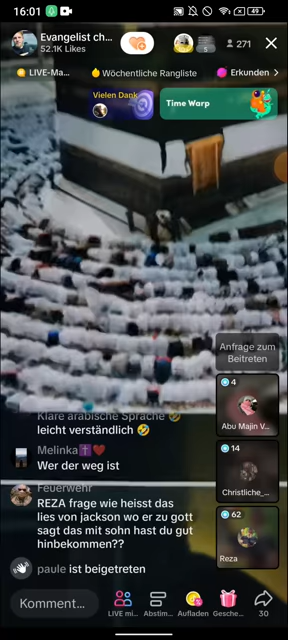 16:01
49
Evangelist ch...
52.1K Likes
5
271
LIVE-Ma...
Wöchentliche Rangliste
Erkunden
Vielen Dank
Time Warp
Anfrage zum
Beitreten
4
Abu Majin V...
14
Christliche_...
62
Reza
Klare arabische Sprache
leicht verständlich
Melinka
Wer der weg ist
Feuerwehr
REZA frage wie heisst das
lies von jackson wo er zu gott
sagt das mit sohn hast du gut
hinbekommen??
paule ist beigetreten
Komment...
LIVE mi...
Abstim...
Aufladen
Gesche...
30